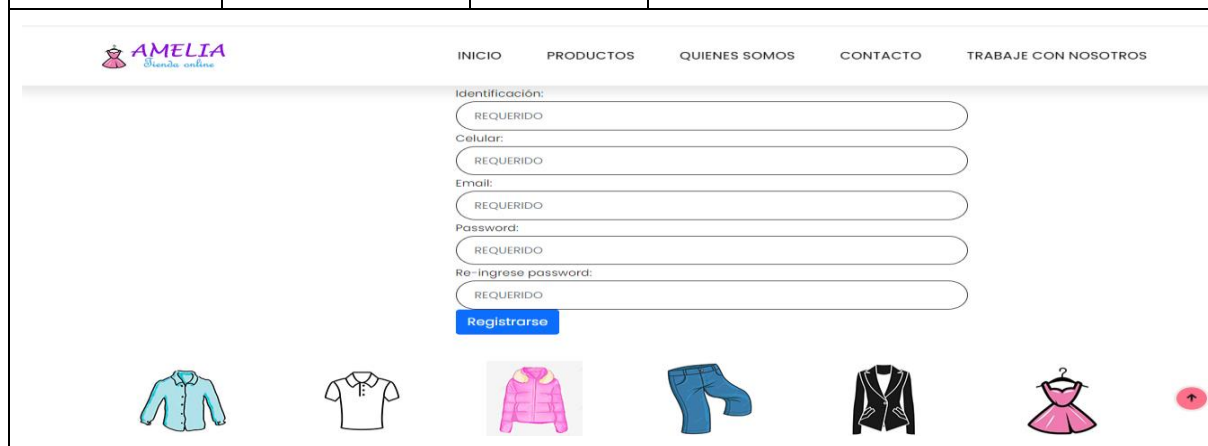 AMELIA
Tienda online
INICIO PRODUCTOS QUIENES SOMOS CONTACTO TRABAJE CON NOSOTROS
Identificación:
REQUERIDO
Celular:
REQUERIDO
Email:
REQUERIDO
Password:
REQUERIDO
Re-ingrese password:
REQUERIDO
Registrarse